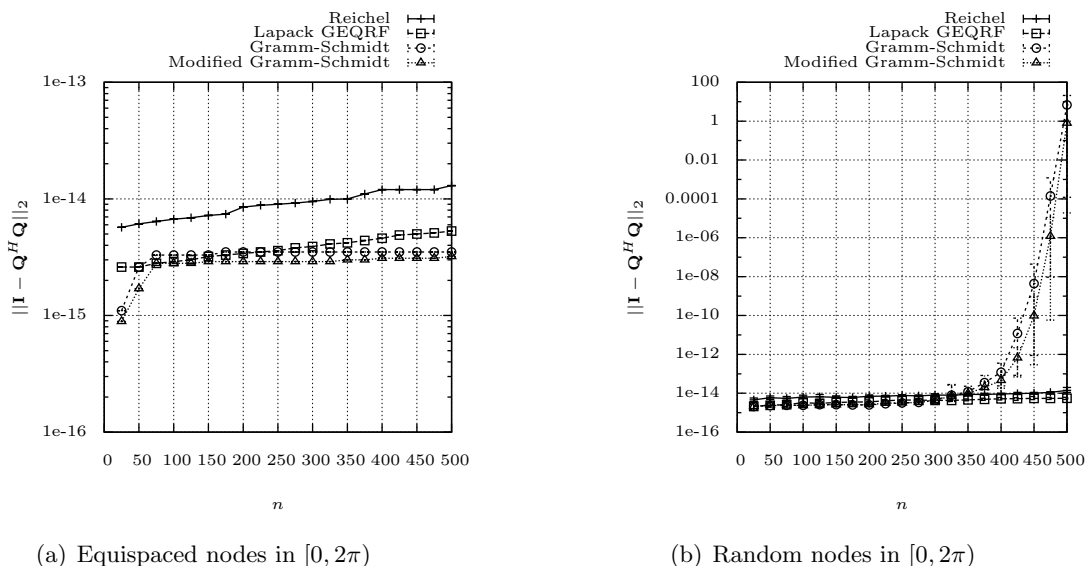 Reichel
Lapack GEQRF
Gramm-Schmidt
Modified Gramm-Schmidt
1e-13
1e-14
1e-15
1e-16
||I − Q^H Q||_2
0 50 100 150 200 250 300 350 400 450 500
n
(a) Equispaced nodes in [0, 2π)
Reichel
Lapack GEQRF
Gramm-Schmidt
Modified Gramm-Schmidt
100
1
0.01
0.0001
1e-06
1e-08
1e-10
1e-12
1e-14
1e-16
||I − Q^H Q||_2
0 50 100 150 200 250 300 350 400 450 500
n
(b) Random nodes in [0, 2π)